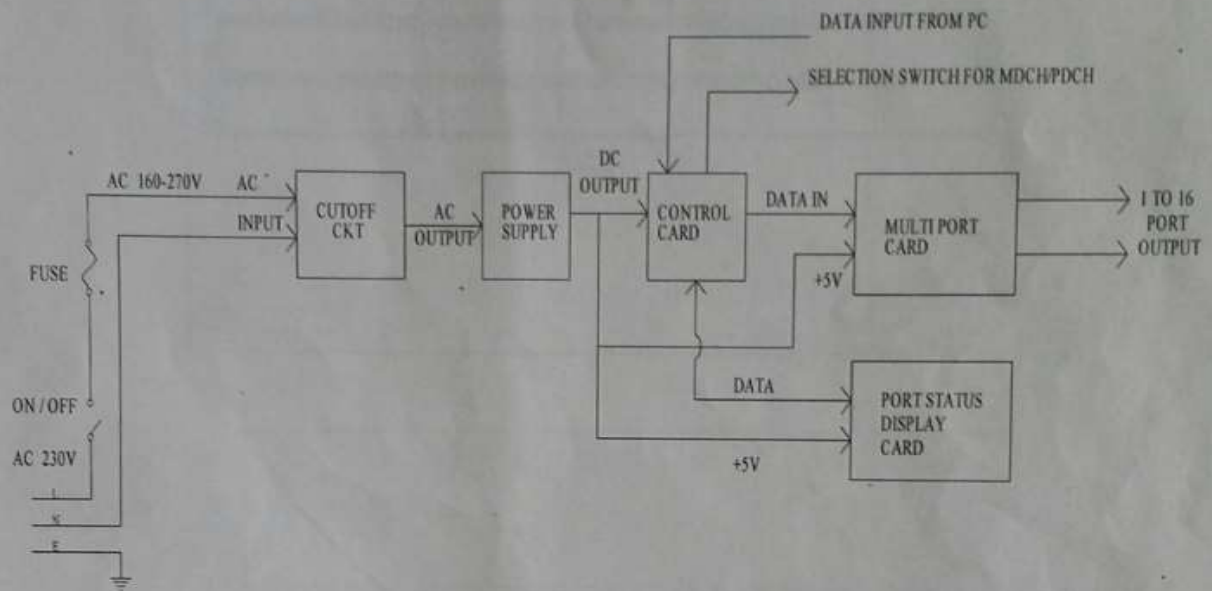 DATA INPUT FROM PC
SELECTION SWITCH FOR MDCH/PDCH
AC 160-270V
AC
INPUT
CUTOFF
CKT
AC
OUTPUT
POWER
SUPPLY
DC
OUTPUT
CONTROL
CARD
DATA IN
MULTI PORT
CARD
1 TO 16
PORT
OUTPUT
+5V
FUSE
DATA
PORT STATUS
DISPLAY
CARD
+5V
ON / OFF
AC 230V
L
N
E